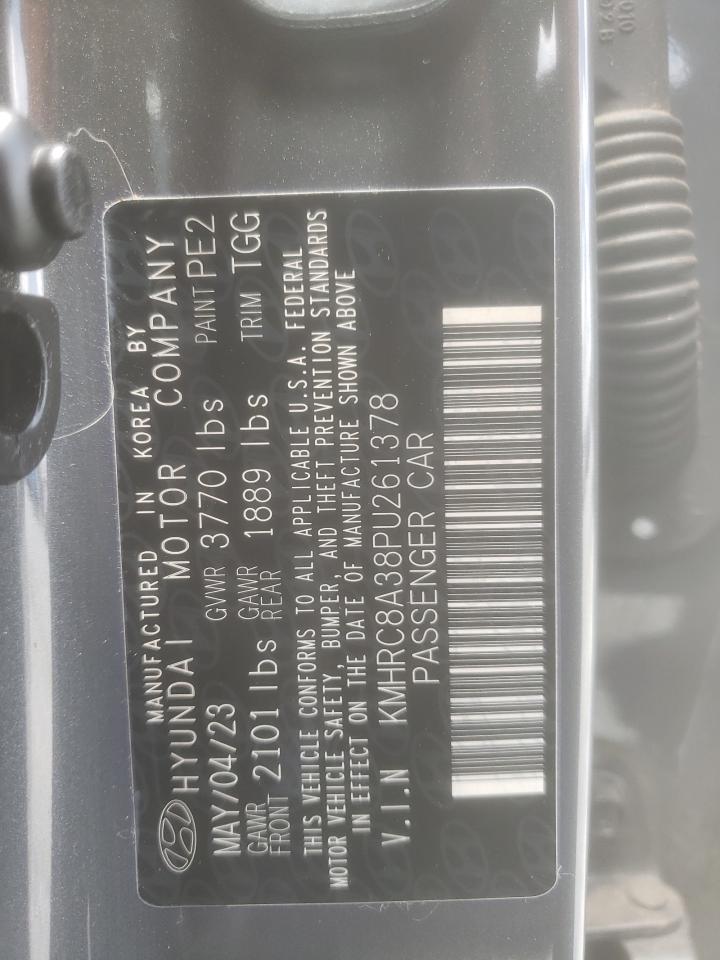 MANUFACTURED IN KOREA BY
HYUNDAI MOTOR COMPANY
MAY/04/23 GVWR 3770 lbs PAINT PE2
GAWR FRONT 2101 lbs GAWR REAR 1889 lbs TRIM TGG
THIS VEHICLE CONFORMS TO ALL APPLICABLE U.S.A. FEDERAL
MOTOR VEHICLE SAFETY, BUMPER, AND THEFT PREVENTION STANDARDS
IN EFFECT ON THE DATE OF MANUFACTURE SHOWN ABOVE
V.I.N KMHRC8A38PU261378
PASSENGER CAR